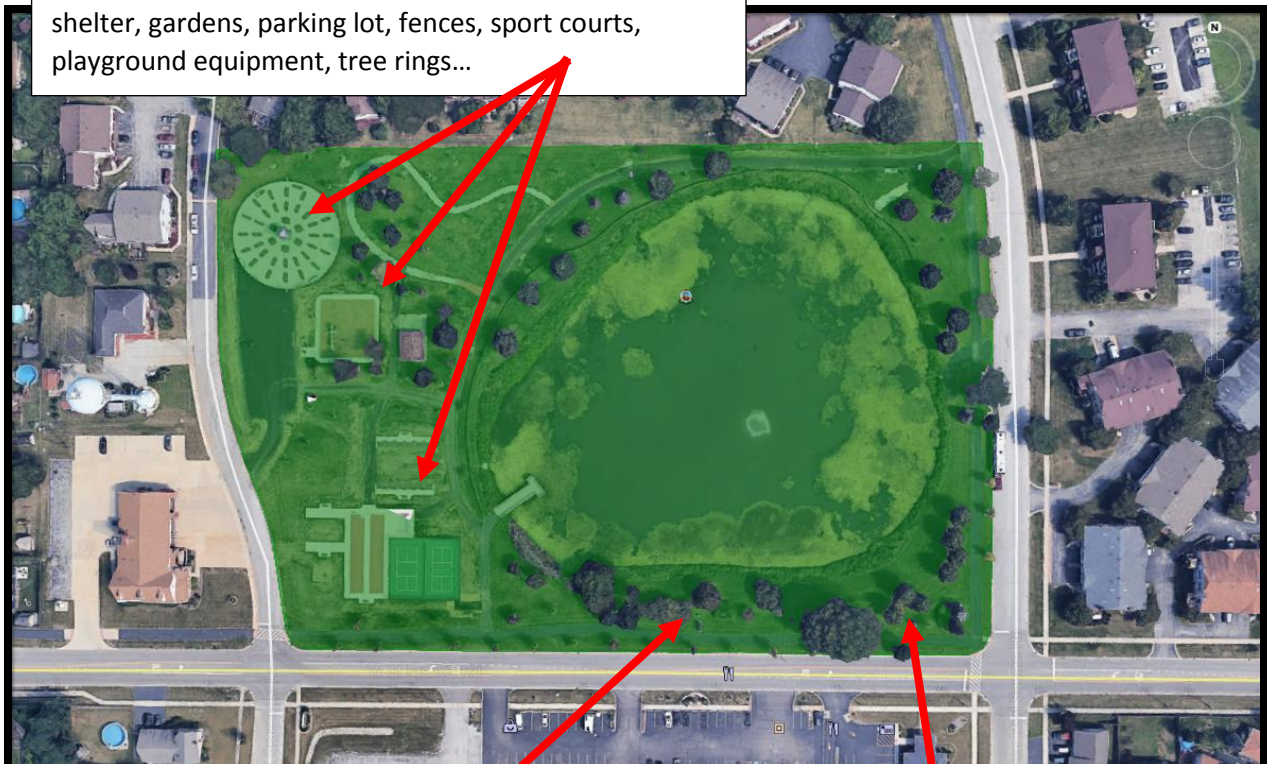 shelter, gardens, parking lot, fences, sport courts,
playground equipment, tree rings…
N